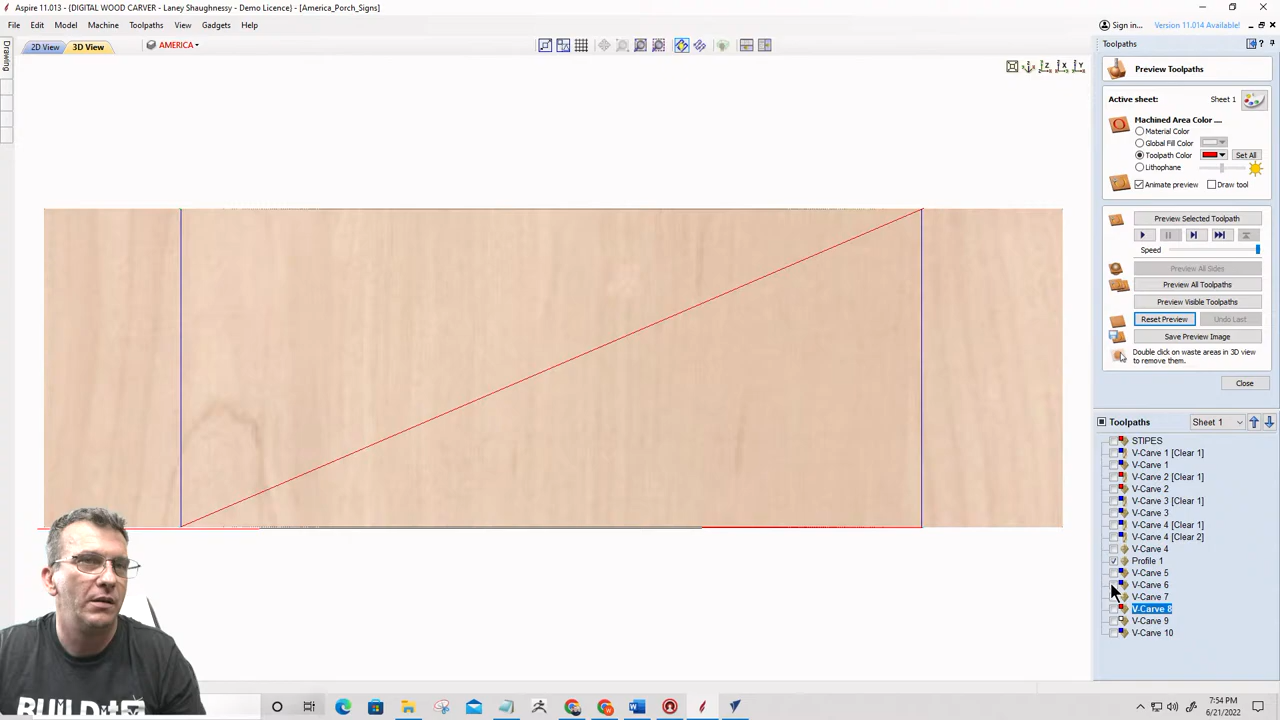 Aspire 11.013 - (DIGITAL WOOD CARVER - Laney Shaughnessy - Demo Licence) - [America_Porch_Signs]
File Edit Model Machine Toolpaths View Gadgets Help
Sign in... Version 11.014 Available!
2D View 3D View AMERICA
Drawing
Z X Y
Toolpaths
Preview Toolpaths
Active sheet: Sheet 1
Machined Area Color ....
Material Color
Global Fill Color
Toolpath Color Set All
Lithophane
Animate preview Draw tool
Preview Selected Toolpath
Speed
Preview All Sides
Preview All Toolpaths
Preview Visible Toolpaths
Reset Preview Undo Last
Save Preview Image
Double click on waste areas in 3D view
to remove them.
Close
Toolpaths Sheet 1
STIPES
V-Carve 1 [Clear 1]
V-Carve 1
V-Carve 2 [Clear 1]
V-Carve 2
V-Carve 3 [Clear 1]
V-Carve 3
V-Carve 4 [Clear 1]
V-Carve 4 [Clear 2]
V-Carve 4
Profile 1
V-Carve 5
V-Carve 6
V-Carve 7
V-Carve 8
V-Carve 9
V-Carve 10
7:54 PM
6/21/2022